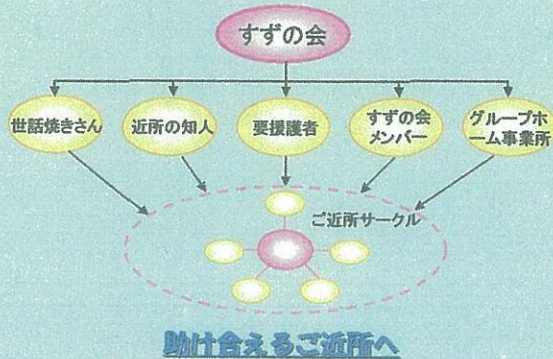 すずの会
世話焼きさん
近所の知人
要援護者
すずの会
メンバー
グループホ
ーム事業所
ご近所サークル
助け合えるご近所へ